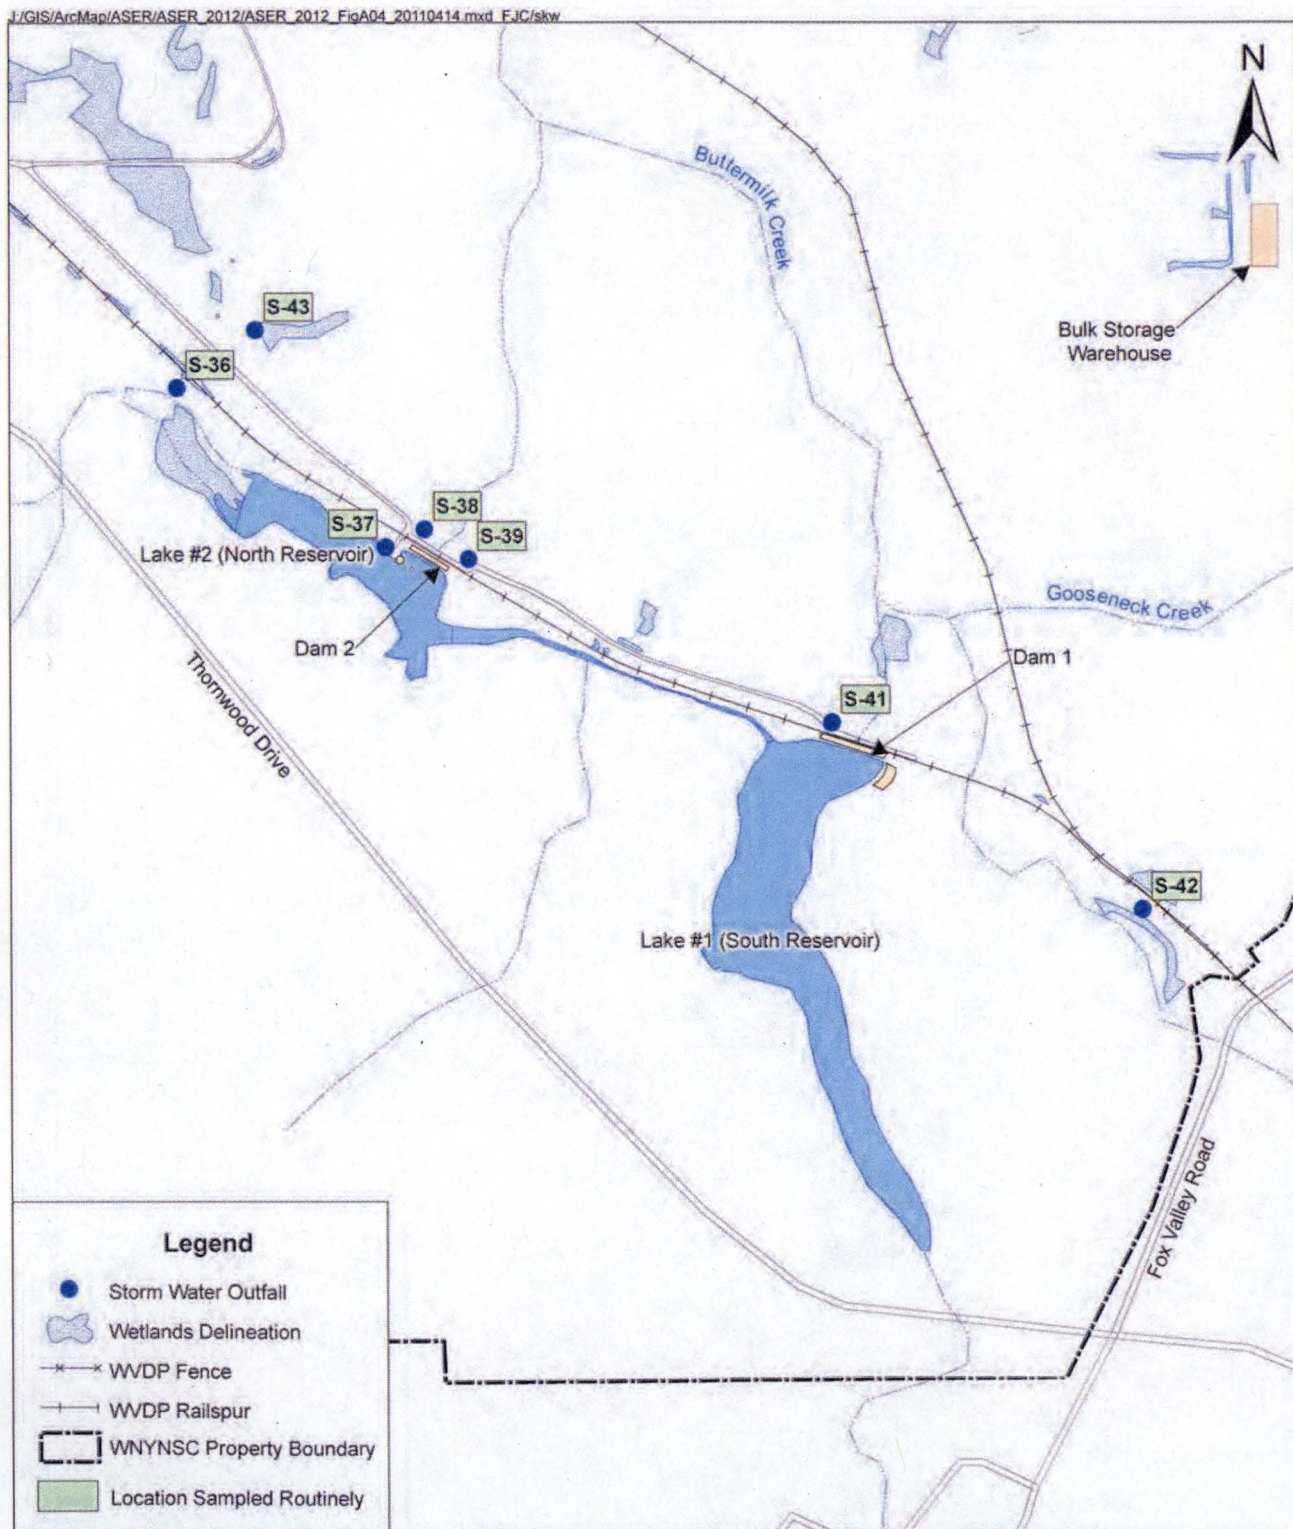 J:/GIS/ArcMap/ASER/ASER_2012/ASER_2012_FigA04_20110414.mxd FJC/skw
N
Buttermilk Creek
Bulk Storage
Warehouse
S-43
S-36
S-38
S-37
S-39
Lake #2 (North Reservoir)
Gooseneck Creek
Dam 2
Dam 1
Thornwood Drive
S-41
S-42
Lake #1 (South Reservoir)
Fox Valley Road
Legend
Storm Water Outfall
Wetlands Delineation
WVDP Fence
WVDP Railspur
WNYNSC Property Boundary
Location Sampled Routinely